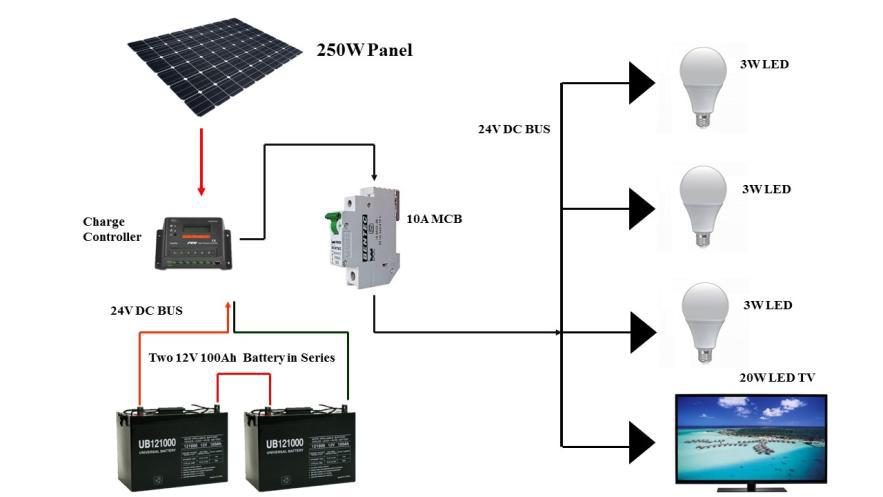 250W Panel
3W LED
24V DC BUS
3W LED
Charge
Controller
10A MCB
BENTEC
3W LED
24V DC BUS
Two 12V 100Ah Battery in Series
20W LED TV
UB121000
UNIVERSAL BATTERY
UB121000
UNIVERSAL BATTERY